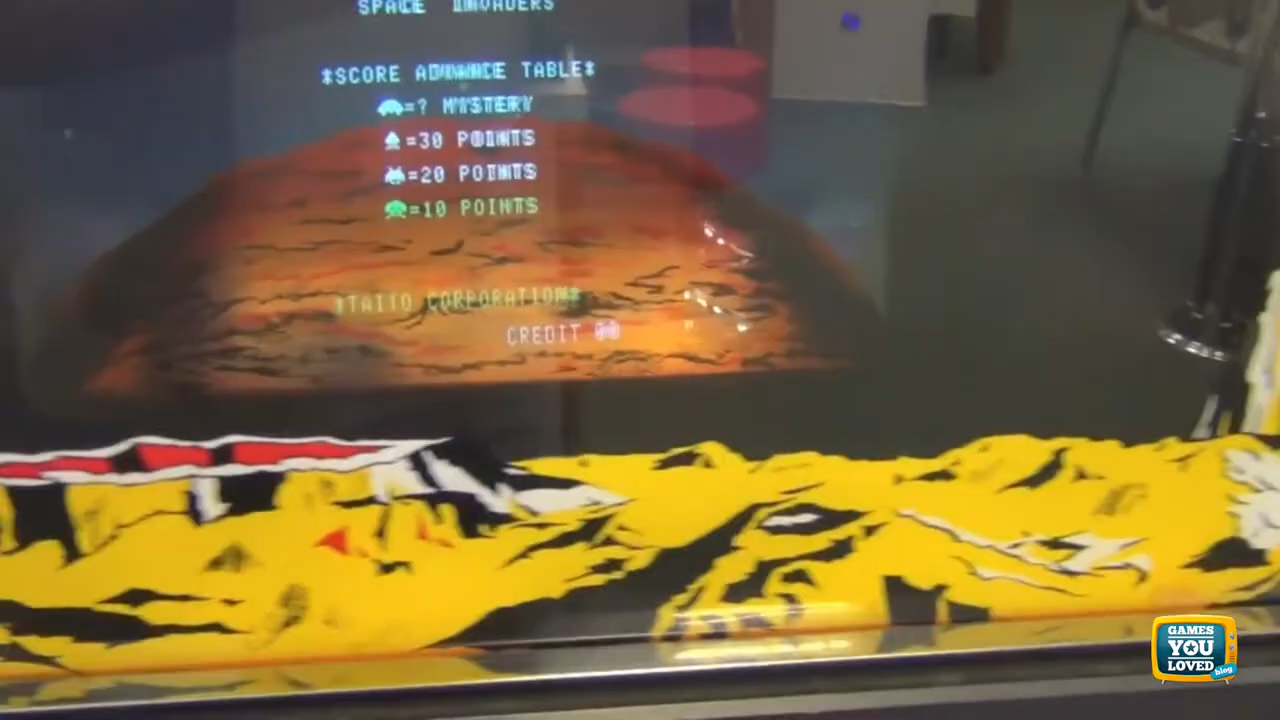 SPACE INVADERS
*SCORE ADVANCE TABLE*
=? MYSTERY
=30 POINTS
=20 POINTS
=10 POINTS
*TAITO CORPORATION*
CREDIT 00
GAMES
YOU
LOVED
blog